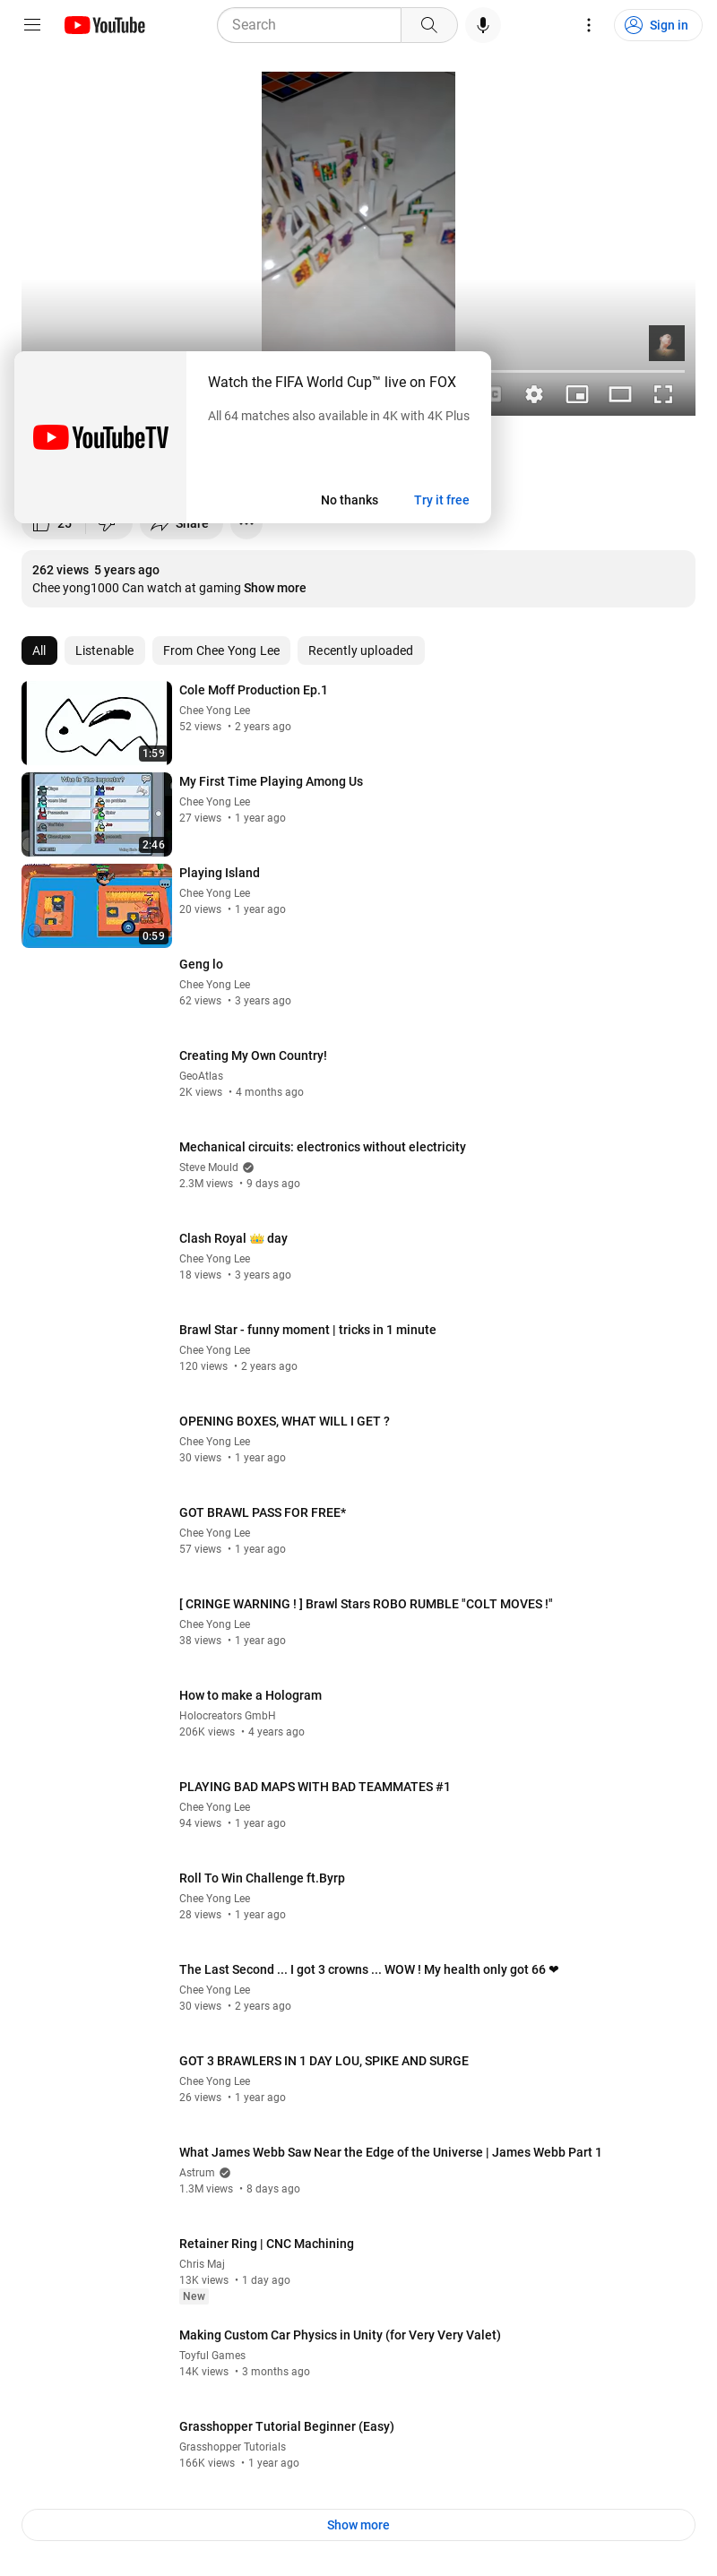 YouTube
Search
Sign in
Watch the FIFA World Cup™ live on FOX
All 64 matches also available in 4K with 4K Plus
YouTubeTV
No thanks
Try it free
25
Share
262 views 5 years ago
Chee yong1000 Can watch at gaming Show more
All
Listenable
From Chee Yong Lee
Recently uploaded
Cole Moff Production Ep.1
Chee Yong Lee
52 views • 2 years ago
1:59
My First Time Playing Among Us
Chee Yong Lee
27 views • 1 year ago
Who Is The Imposter?
2:46
Playing Island
Chee Yong Lee
20 views • 1 year ago
0:59
Geng lo
Chee Yong Lee
62 views • 3 years ago
Creating My Own Country!
GeoAtlas
2K views • 4 months ago
Mechanical circuits: electronics without electricity
Steve Mould
2.3M views • 9 days ago
Clash Royal 👑 day
Chee Yong Lee
18 views • 3 years ago
Brawl Star - funny moment | tricks in 1 minute
Chee Yong Lee
120 views • 2 years ago
OPENING BOXES, WHAT WILL I GET ?
Chee Yong Lee
30 views • 1 year ago
GOT BRAWL PASS FOR FREE*
Chee Yong Lee
57 views • 1 year ago
[ CRINGE WARNING ! ] Brawl Stars ROBO RUMBLE "COLT MOVES !"
Chee Yong Lee
38 views • 1 year ago
How to make a Hologram
Holocreators GmbH
206K views • 4 years ago
PLAYING BAD MAPS WITH BAD TEAMMATES #1
Chee Yong Lee
94 views • 1 year ago
Roll To Win Challenge ft.Byrp
Chee Yong Lee
28 views • 1 year ago
The Last Second ... I got 3 crowns ... WOW ! My health only got 66 ❤
Chee Yong Lee
30 views • 2 years ago
GOT 3 BRAWLERS IN 1 DAY LOU, SPIKE AND SURGE
Chee Yong Lee
26 views • 1 year ago
What James Webb Saw Near the Edge of the Universe | James Webb Part 1
Astrum
1.3M views • 8 days ago
Retainer Ring | CNC Machining
Chris Maj
13K views • 1 day ago
New
Making Custom Car Physics in Unity (for Very Very Valet)
Toyful Games
14K views • 3 months ago
Grasshopper Tutorial Beginner (Easy)
Grasshopper Tutorials
166K views • 1 year ago
Show more